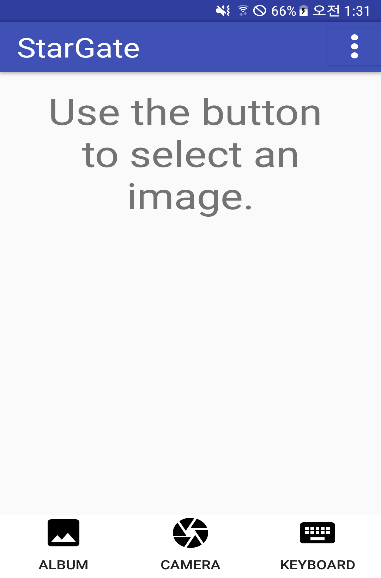 66% 오전 1:31
StarGate
Use the button
to select an
image.
ALBUM CAMERA KEYBOARD